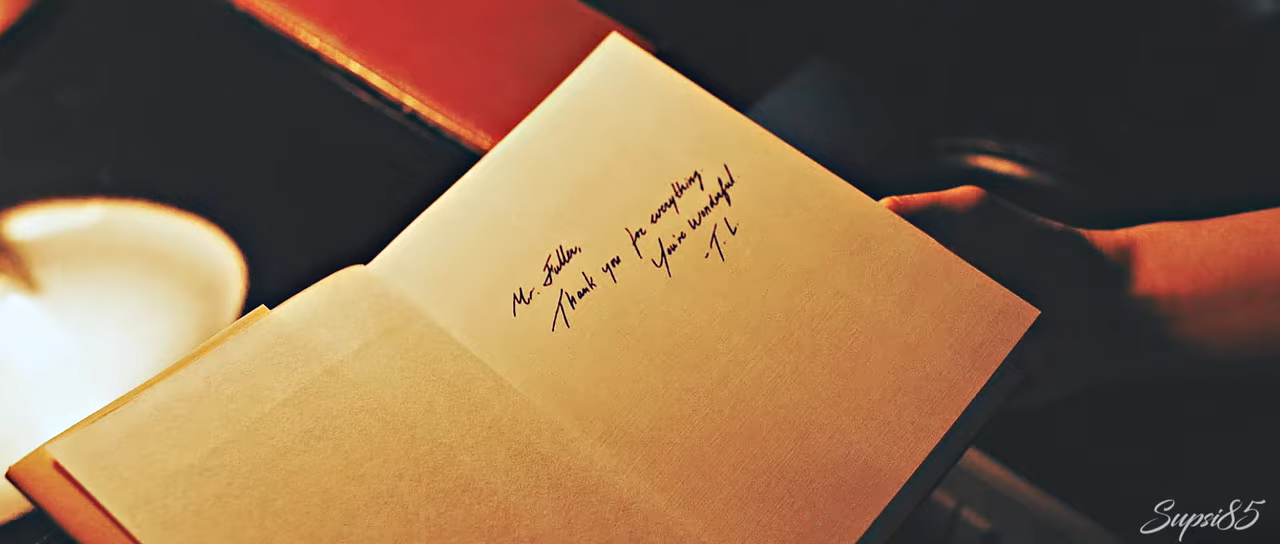 Mr. Fuller,
Thank you for everything.
You're Wonderful
-T.L.
Supsi85